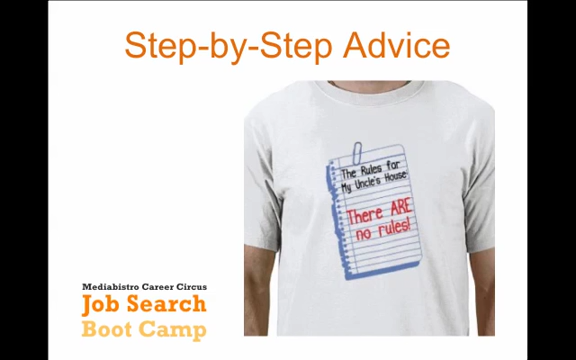 Step-by-Step Advice
The Rules for
My Uncle's House:
There ARE
no rules!
Mediabistro Career Circus
Job Search
Boot Camp